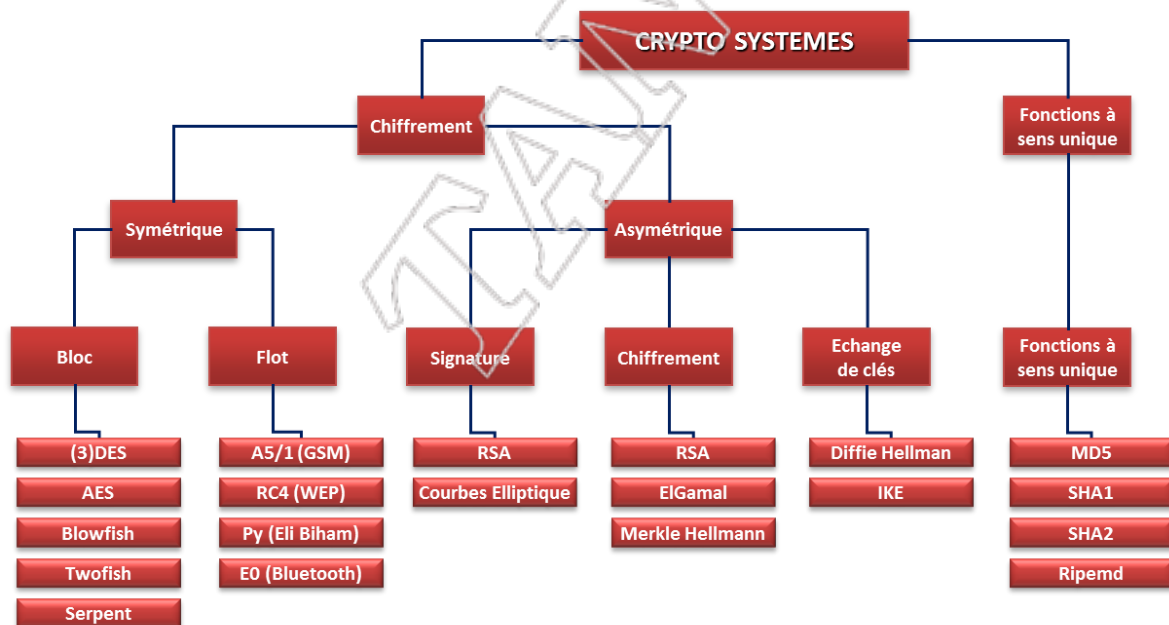 CRYPTO SYSTEMES
Chiffrement
Fonctions à
sens unique
Symétrique
Asymétrique
Bloc
Flot
Signature
Chiffrement
Echange
de clés
Fonctions à
sens unique
(3)DES
AES
Blowfish
Twofish
Serpent
A5/1 (GSM)
RC4 (WEP)
Py (Eli Biham)
E0 (Bluetooth)
RSA
Courbes Elliptique
RSA
ElGamal
Merkle Hellmann
Diffie Hellman
IKE
MD5
SHA1
SHA2
Ripemd